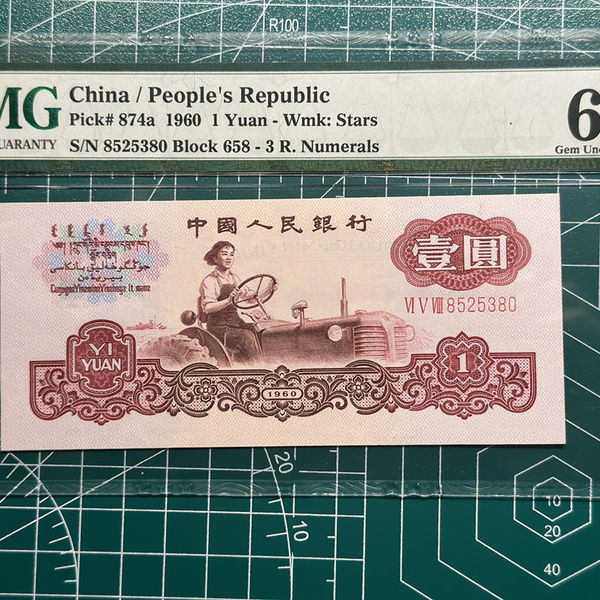 R100
MG
GUARANTY
China / People's Republic
Pick# 874a 1960 1 Yuan - Wmk: Stars
S/N 8525380 Block 658 - 3 R. Numerals
6
Gem Unc
中國人民銀行
壹圓
VI V VIII 8525380
YI
YUAN
1960
1
20
10
10
20
40